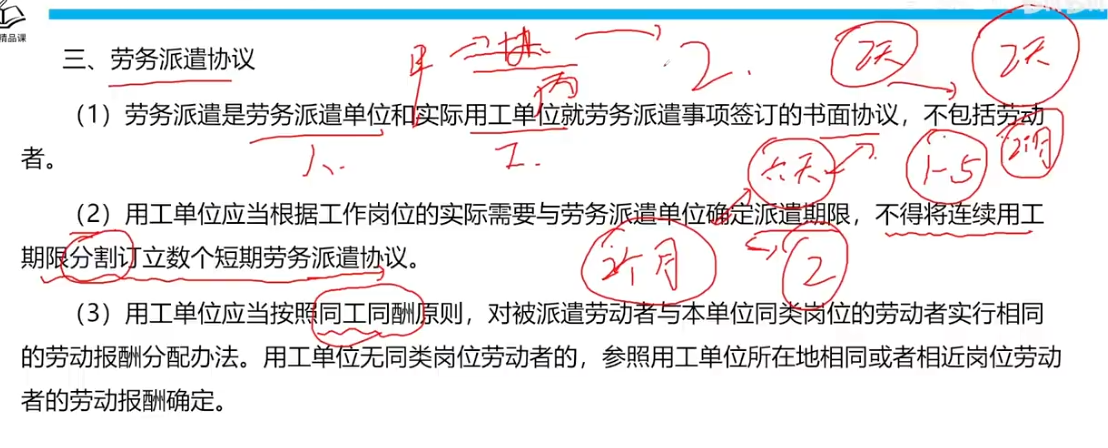 精品课
三、劳务派遣协议
甲 丙 乙. 2天 2天
（1）劳务派遣是劳务派遣单位和实际用工单位就劳务派遣事项签订的书面协议，不包括劳动
者。
人. 工. 六天 1-5 2个月
（2）用工单位应当根据工作岗位的实际需要与劳务派遣单位确定派遣期限，不得将连续用工
期限分割订立数个短期劳务派遣协议。
2个月 2
（3）用工单位应当按照同工同酬原则，对被派遣劳动者与本单位同类岗位的劳动者实行相同
的劳动报酬分配办法。用工单位无同类岗位劳动者的，参照用工单位所在地相同或者相近岗位劳动
者的劳动报酬确定。